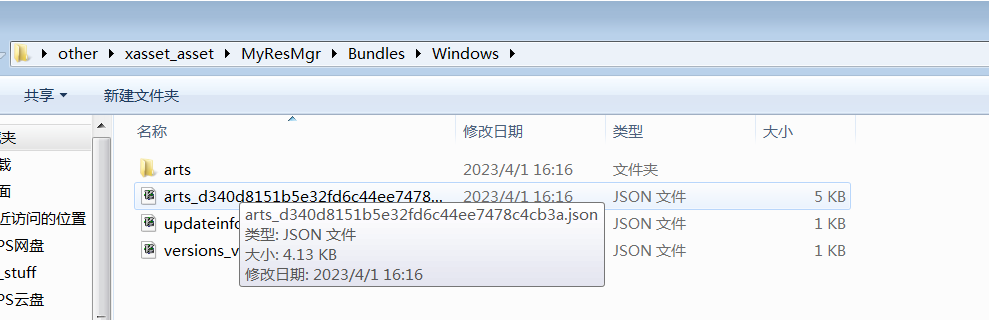 other xasset_asset MyResMgr Bundles Windows
共享 新建文件夹
夹 名称 修改日期 类型 大小
载 arts 2023/4/1 16:16 文件夹
面 arts_d340d8151b5e32fd6c44ee7478... 2023/4/1 16:16 JSON 文件 5 KB
近访问的位置 updateinfo JSON 文件 1 KB
PS网盘 versions_v JSON 文件 1 KB
_stuff
PS云盘
arts_d340d8151b5e32fd6c44ee7478c4cb3a.json
类型: JSON 文件
大小: 4.13 KB
修改日期: 2023/4/1 16:16